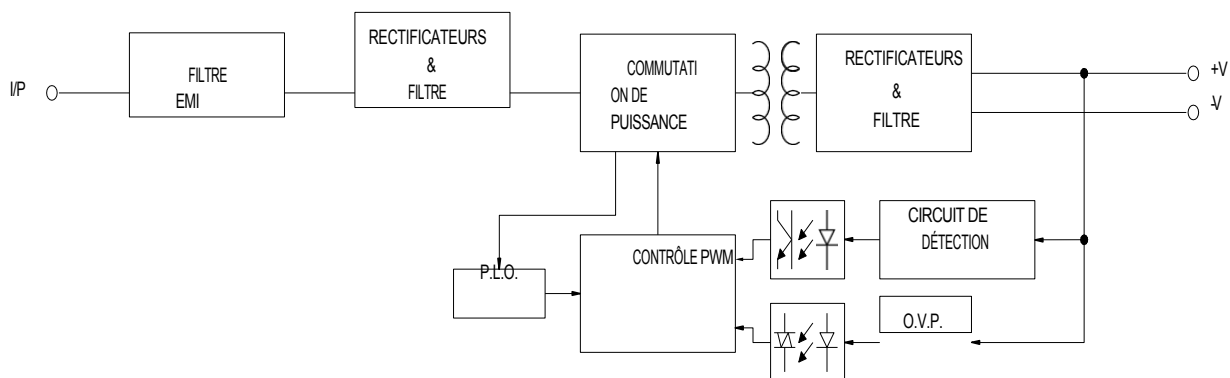 I/P
FILTRE
EMI
RECTIFICATEURS
&
FILTRE
COMMUTATI
ON DE
PUISSANCE
RECTIFICATEURS
&
FILTRE
+V
-V
P.L.O.
CONTRÔLE PWM
CIRCUIT DE
DÉTECTION
O.V.P.